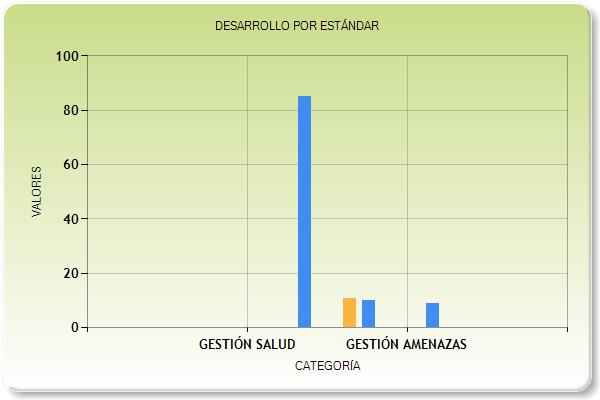 DESARROLLO POR ESTÁNDAR
100
80
60
40
20
0
VALORES
GESTIÓN SALUD GESTIÓN AMENAZAS
CATEGORÍA